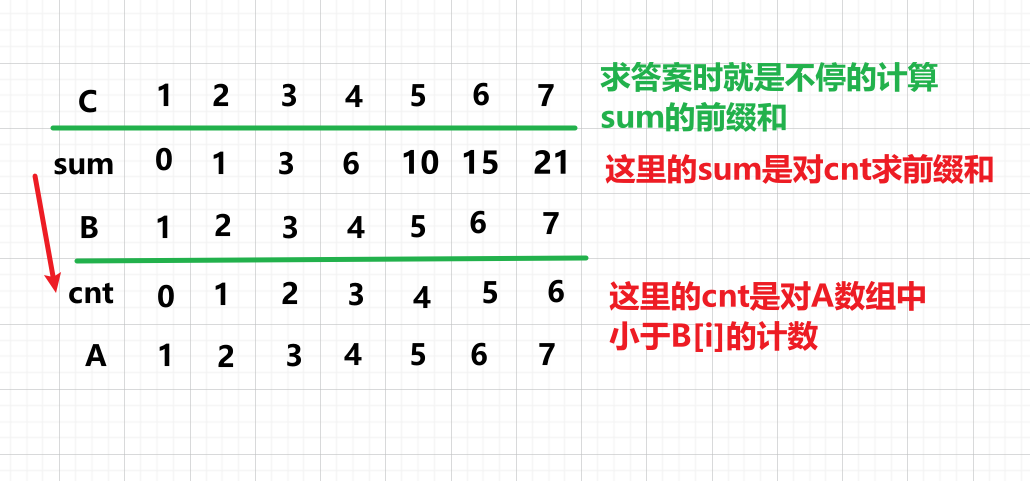 C 1 2 3 4 5 6 7
求答案时就是不停的计算
sum的前缀和
sum 0 1 3 6 10 15 21
这里的sum是对cnt求前缀和
B 1 2 3 4 5 6 7
cnt 0 1 2 3 4 5 6
这里的cnt是对A数组中
小于B[i]的计数
A 1 2 3 4 5 6 7